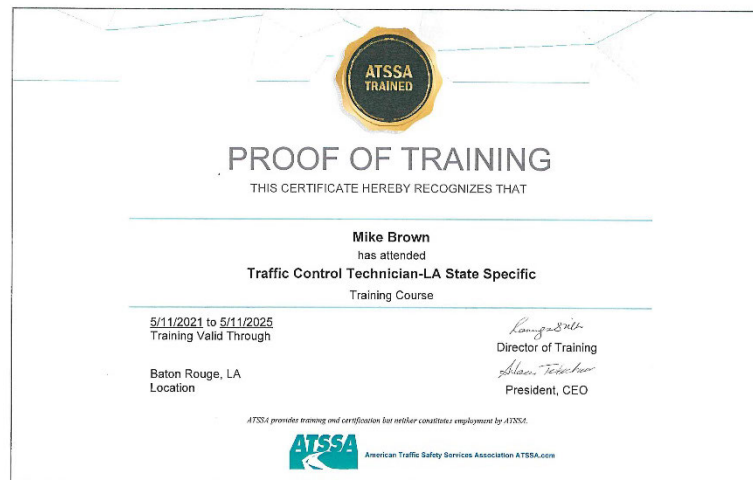 ATSSA
TRAINED
PROOF OF TRAINING
THIS CERTIFICATE HEREBY RECOGNIZES THAT
Mike Brown
has attended
Traffic Control Technician-LA State Specific
Training Course
5/11/2021 to 5/11/2025
Training Valid Through
Director of Training
Baton Rouge, LA
Location
President, CEO
ATSSA provides training and certification but neither constitutes employment by ATSSA.
ATSSA
American Traffic Safety Services Association ATSSA.com